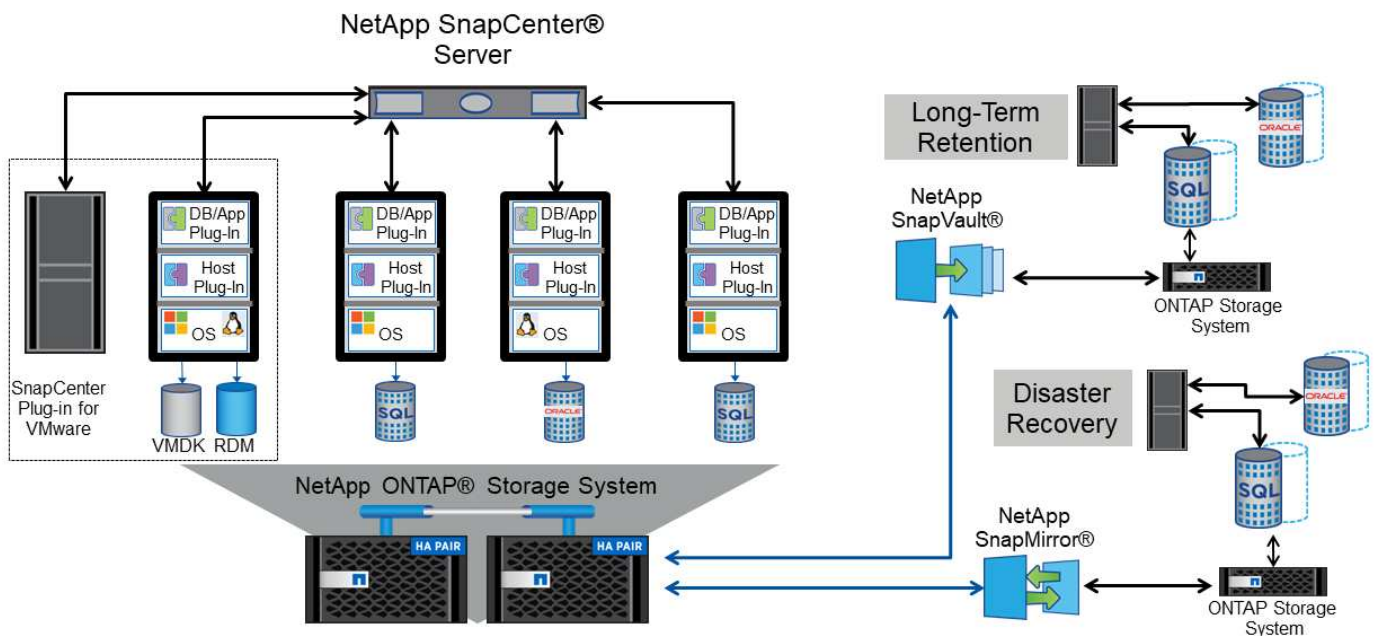 NetApp SnapCenter®
Server
Long-Term
Retention
ORACLE
SQL
DB/App
Plug-In
Host
Plug-In
OS
DB/App
Plug-In
Host
Plug-In
OS
DB/App
Plug-In
Host
Plug-In
OS
DB/App
Plug-In
Host
Plug-In
OS
NetApp
SnapVault®
ONTAP Storage
System
SnapCenter
Plug-in for
VMware
VMDK RDM
SQL
ORACLE
SQL
Disaster
Recovery
ORACLE
SQL
NetApp ONTAP® Storage System
HA PAIR
HA PAIR
NetApp
SnapMirror®
ONTAP Storage
System